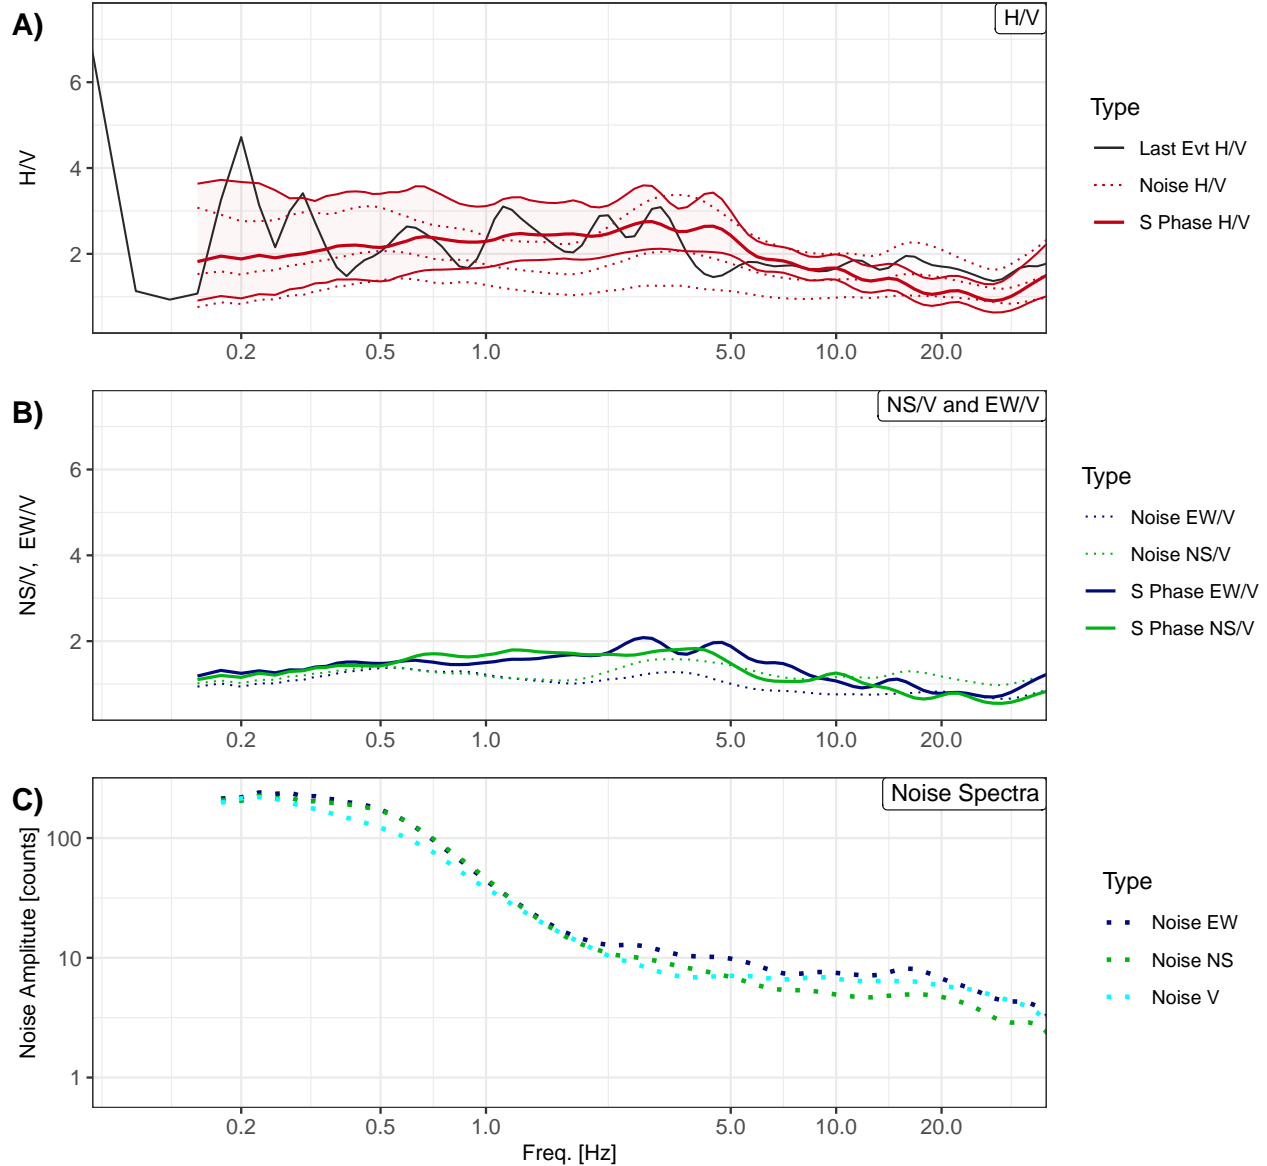 A)
H/V
6
4
2
H/V
0.2 0.5 1.0 5.0 10.0 20.0
Type
Last Evt H/V
Noise H/V
S Phase H/V
B)
NS/V and EW/V
6
4
2
NS/V, EW/V
0.2 0.5 1.0 5.0 10.0 20.0
Type
Noise EW/V
Noise NS/V
S Phase EW/V
S Phase NS/V
C)
Noise Spectra
100
10
1
Noise Amplitute [counts]
0.2 0.5 1.0 5.0 10.0 20.0
Freq. [Hz]
Type
Noise EW
Noise NS
Noise V